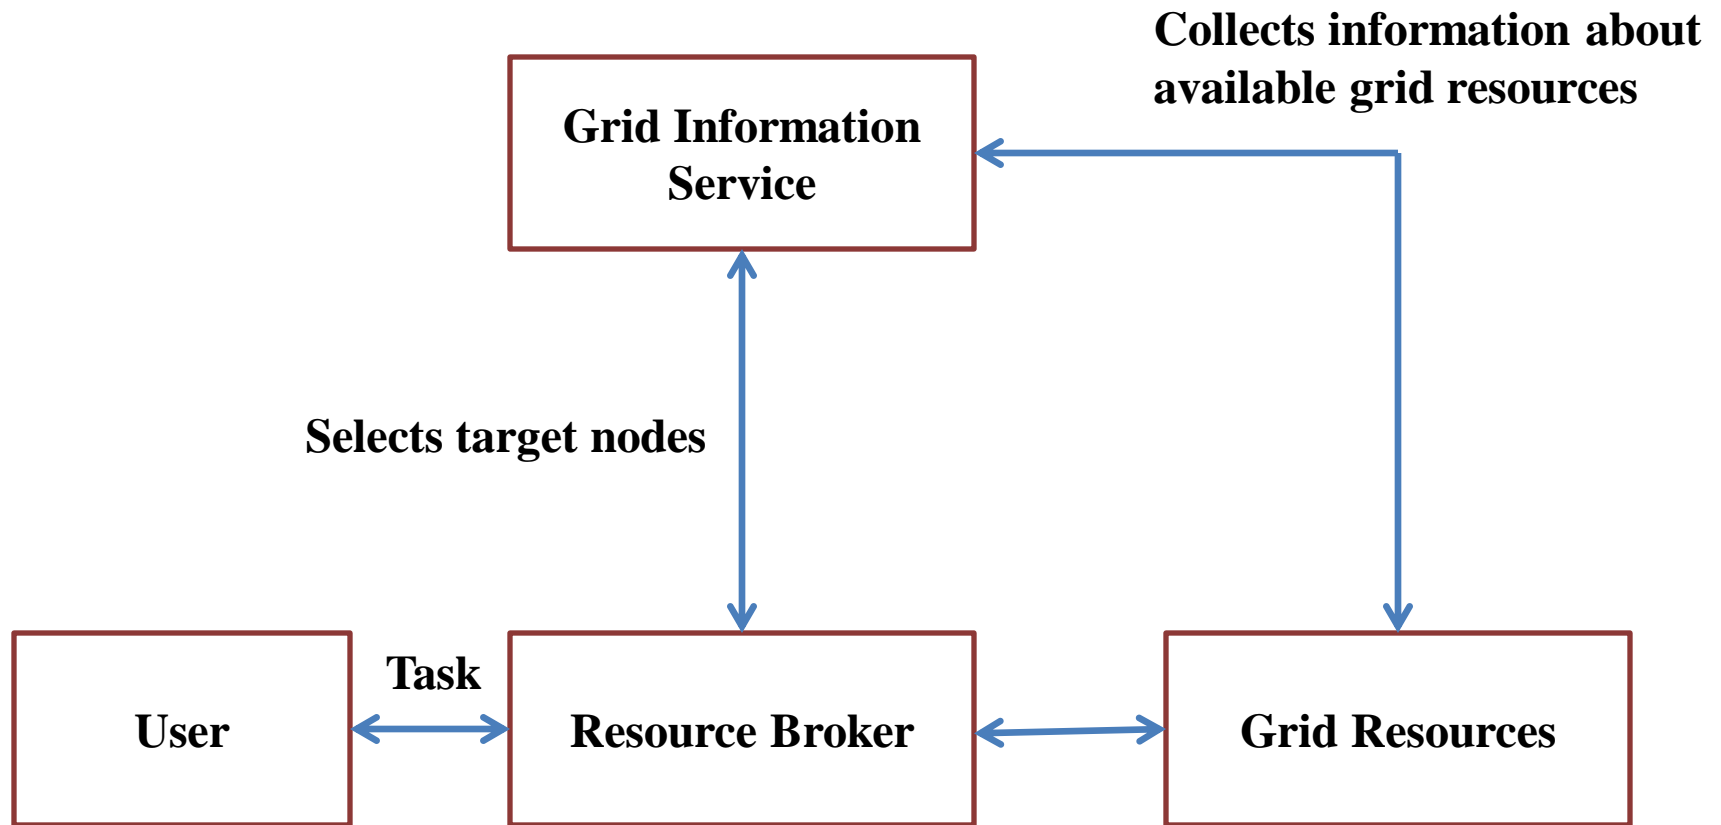 Collects information about
available grid resources
Grid Information
Service
Selects target nodes
Task
User
Resource Broker
Grid Resources